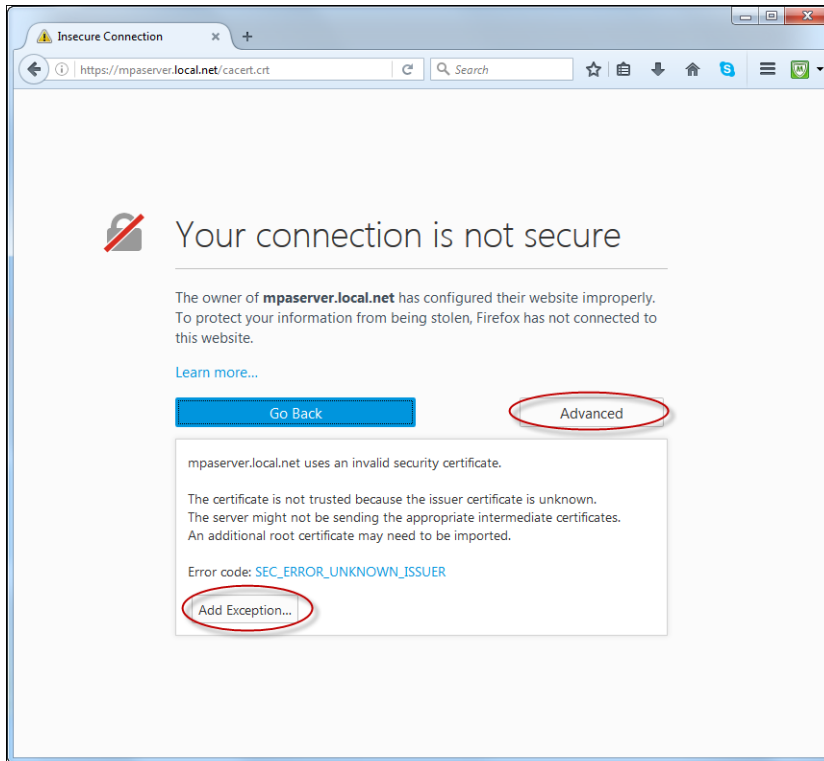 Insecure Connection
https://mpaserver.local.net/cacert.crt
Search
Your connection is not secure
The owner of mpaserver.local.net has configured their website improperly.
To protect your information from being stolen, Firefox has not connected to
this website.
Learn more...
Go Back
Advanced
mpaserver.local.net uses an invalid security certificate.
The certificate is not trusted because the issuer certificate is unknown.
The server might not be sending the appropriate intermediate certificates.
An additional root certificate may need to be imported.
Error code: SEC_ERROR_UNKNOWN_ISSUER
Add Exception...